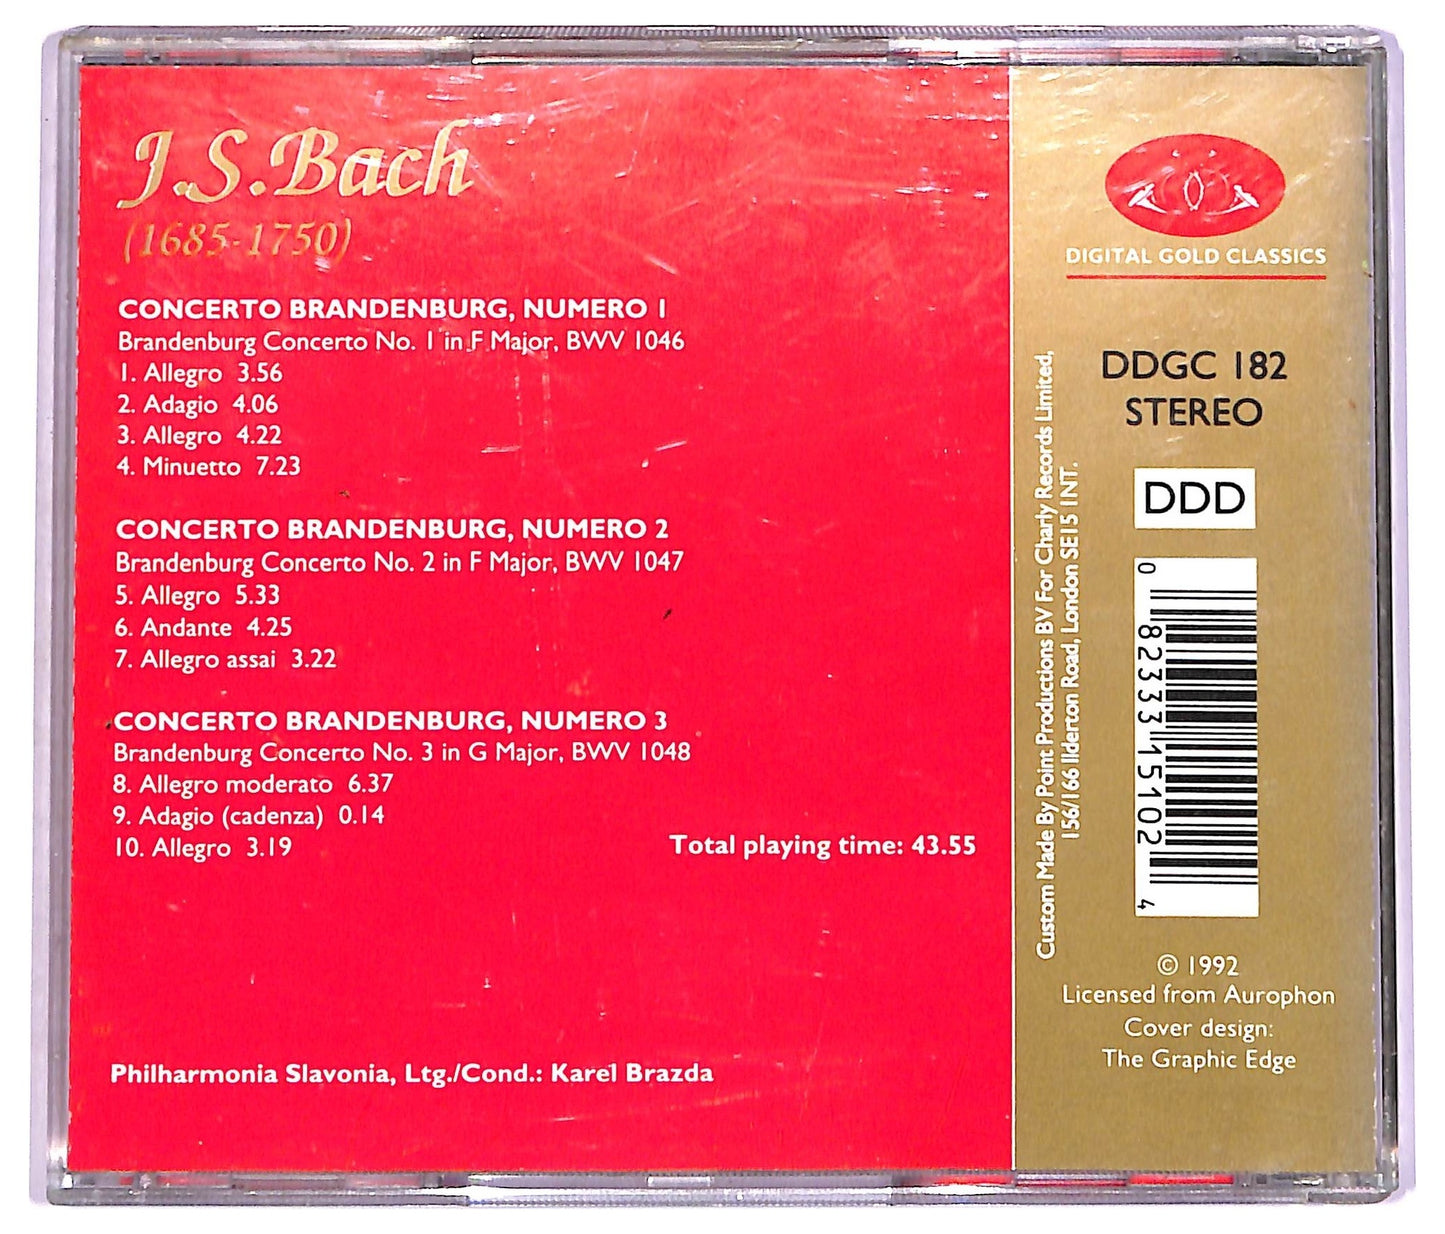 J.S.Bach
(1685-1750)
CONCERTO BRANDENBURG, NUMERO 1
Brandenburg Concerto No. 1 in F Major, BWV 1046
1. Allegro 3.56
2. Adagio 4.06
3. Allegro 4.22
4. Minuetto 7.23
CONCERTO BRANDENBURG, NUMERO 2
Brandenburg Concerto No. 2 in F Major, BWV 1047
5. Allegro 5.33
6. Andante 4.25
7. Allegro assai 3.22
CONCERTO BRANDENBURG, NUMERO 3
Brandenburg Concerto No. 3 in G Major, BWV 1048
8. Allegro moderato 6.37
9. Adagio (cadenza) 0.14
10. Allegro 3.19
Total playing time: 43.55
Philharmonia Slavonia, Ltg./Cond.: Karel Brazda
Custom Made By Point Productions BV For Charly Records Limited,
156/166 Ilderton Road, London SE15 1NT.
DIGITAL GOLD CLASSICS
DDGC 182
STEREO
DDD
0 82333 15102 4
© 1992
Licensed from Aurophon
Cover design:
The Graphic Edge